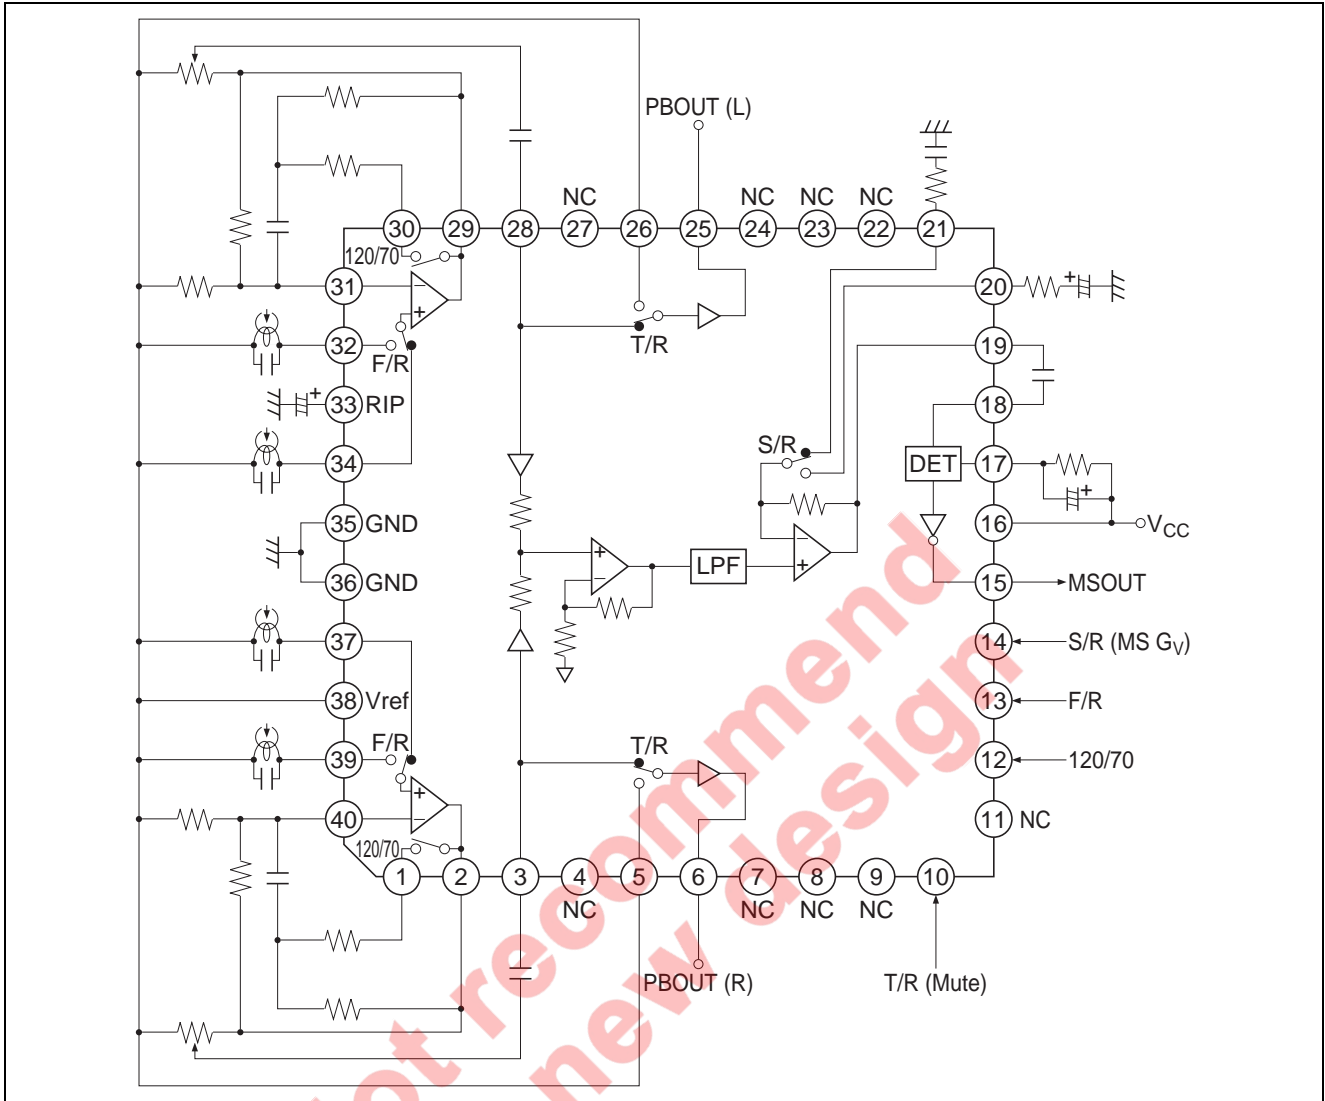 PBOUT (L)
NC
NC
NC
NC
30
29
28
27
26
25
24
23
22
21
120/70
31
−
+
20
+
32
F/R
T/R
19
+
33
RIP
18
S/R
34
DET
17
+
35
GND
16
VCC
+
−
LPF
−
+
36
GND
15
MSOUT
37
14
S/R (MS GV)
38
Vref
13
F/R
39
F/R
T/R
12
120/70
40
+
−
11
NC
120/70
1
2
3
4
5
6
7
8
9
10
NC
NC
NC
NC
PBOUT (R)
T/R (Mute)
Not recommend
new design